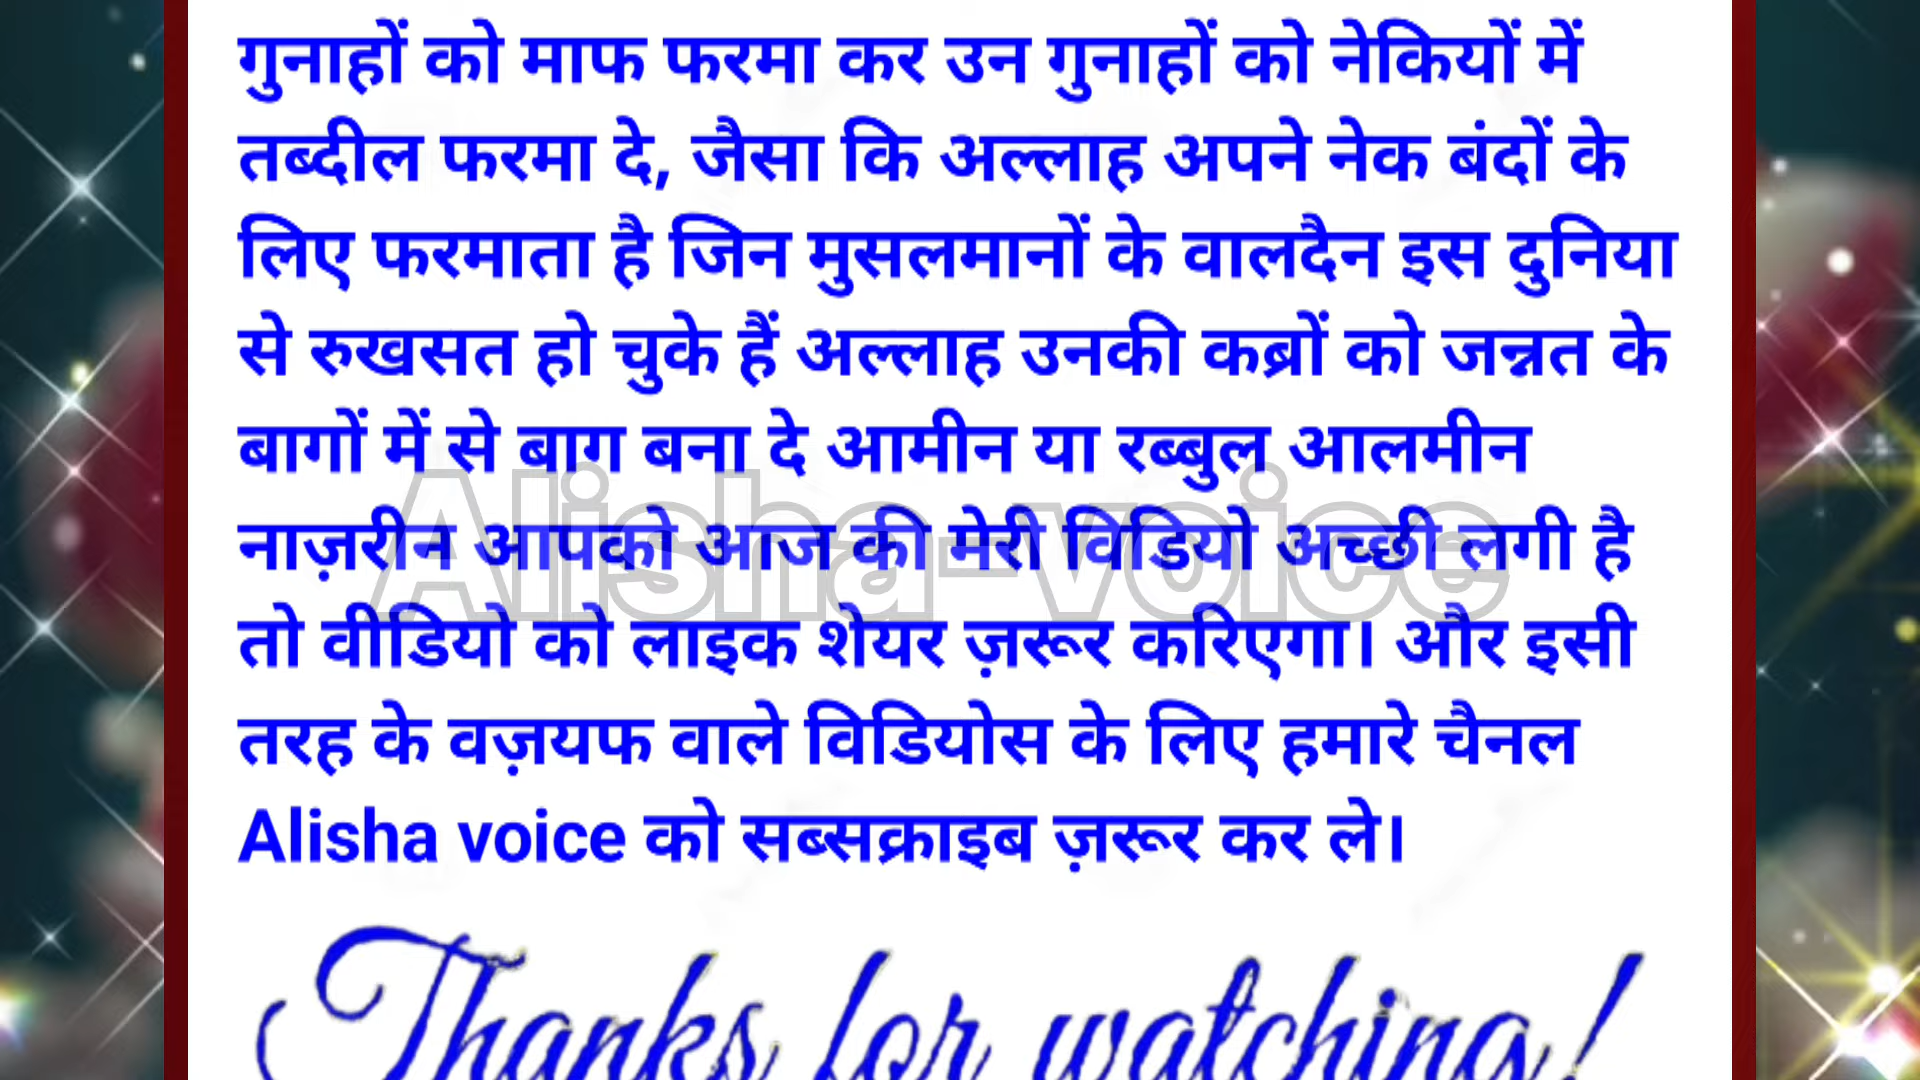 गुनाहों को माफ फरमा कर उन गुनाहों को नेकियों में
तब्दील फरमा दे, जैसा कि अल्लाह अपने नेक बंदों के
लिए फरमाता है जिन मुसलमानों के वालदैन इस दुनिया
से रुखसत हो चुके हैं अल्लाह उनकी कब्रों को जन्नत के
बागों में से बाग बना दे आमीन या रब्बुल आलमीन
नाज़रीन आपको आज की मेरी विडियो अच्छी लगी है
Alisha-voice
तो वीडियो को लाइक शेयर ज़रूर करिएगा। और इसी
तरह के वज़यफ वाले विडियोस के लिए हमारे चैनल
Alisha voice को सब्सक्राइब ज़रूर कर ले।
Thanks for watching!